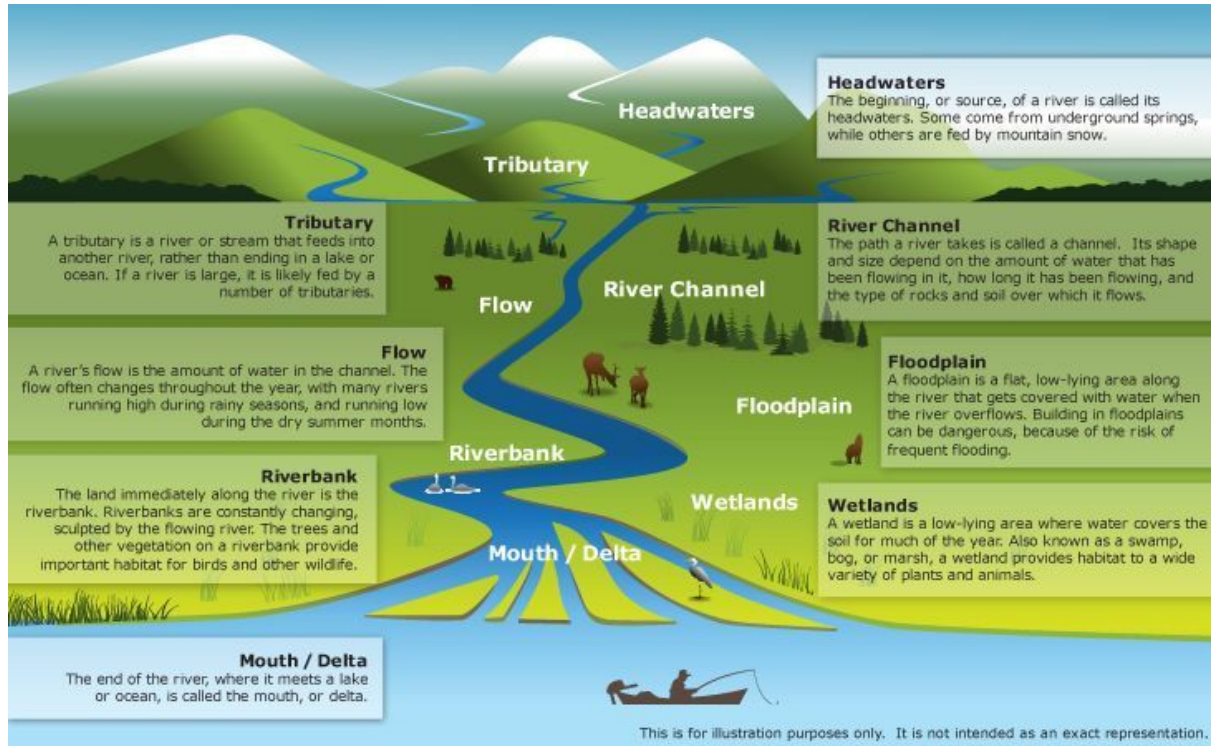 Headwaters
The beginning, or source, of a river is called its
headwaters. Some come from underground springs,
while others are fed by mountain snow.
Headwaters
Tributary
Tributary
A tributary is a river or stream that feeds into
another river, rather than ending in a lake or
ocean. If a river is large, it is likely fed by a
number of tributaries.
River Channel
The path a river takes is called a channel. Its shape
and size depend on the amount of water that has
been flowing in it, how long it has been flowing, and
the type of rocks and soil over which it flows.
River Channel
Flow
Flow
A river's flow is the amount of water in the channel. The
flow often changes throughout the year, with many rivers
running high during rainy seasons, and running low
during the dry summer months.
Floodplain
A floodplain is a flat, low-lying area along
the river that gets covered with water when
the river overflows. Building in floodplains
can be dangerous, because of the risk of
frequent flooding.
Floodplain
Riverbank
Riverbank
The land immediately along the river is the
riverbank. Riverbanks are constantly changing,
sculpted by the flowing river. The trees and
other vegetation on a riverbank provide
important habitat for birds and other wildlife.
Wetlands
Wetlands
A wetland is a low-lying area where water covers the
soil for much of the year. Also known as a swamp,
bog, or marsh, a wetland provides habitat to a wide
variety of plants and animals.
Mouth / Delta
Mouth / Delta
The end of the river, where it meets a lake
or ocean, is called the mouth, or delta.
This is for illustration purposes only. It is not intended as an exact representation.